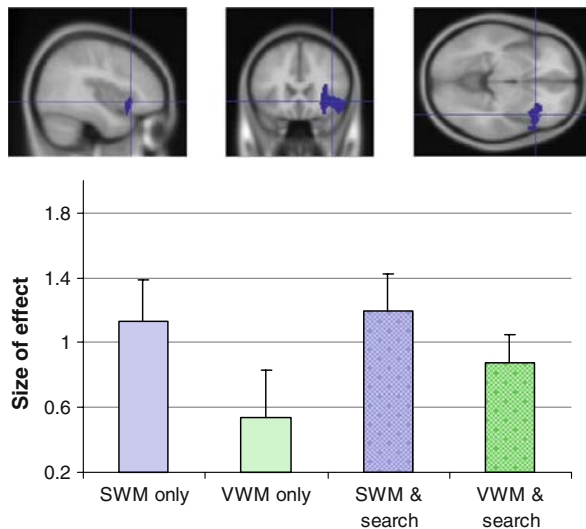 1.8
1.4
1
0.6
0.2
Size of effect
SWM only
VWM only
SWM &
search
VWM &
search